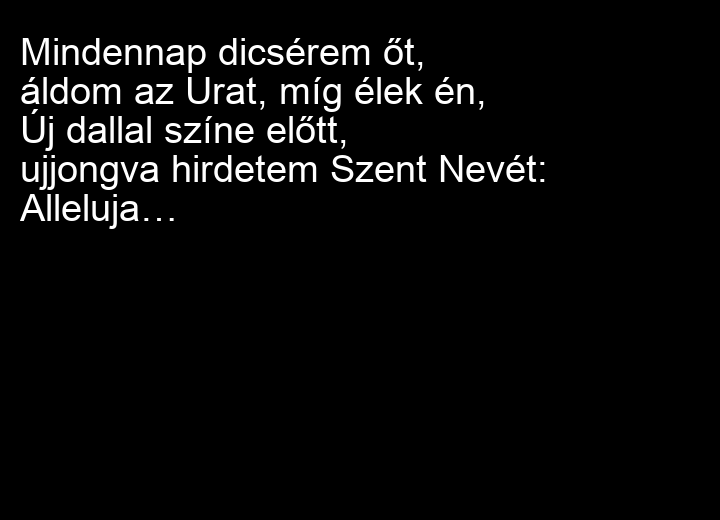 Mindennap dicsérem őt,
áldom az Urat, míg élek én,
Új dallal színe előtt,
ujjongva hirdetem Szent Nevét:
Alleluja…